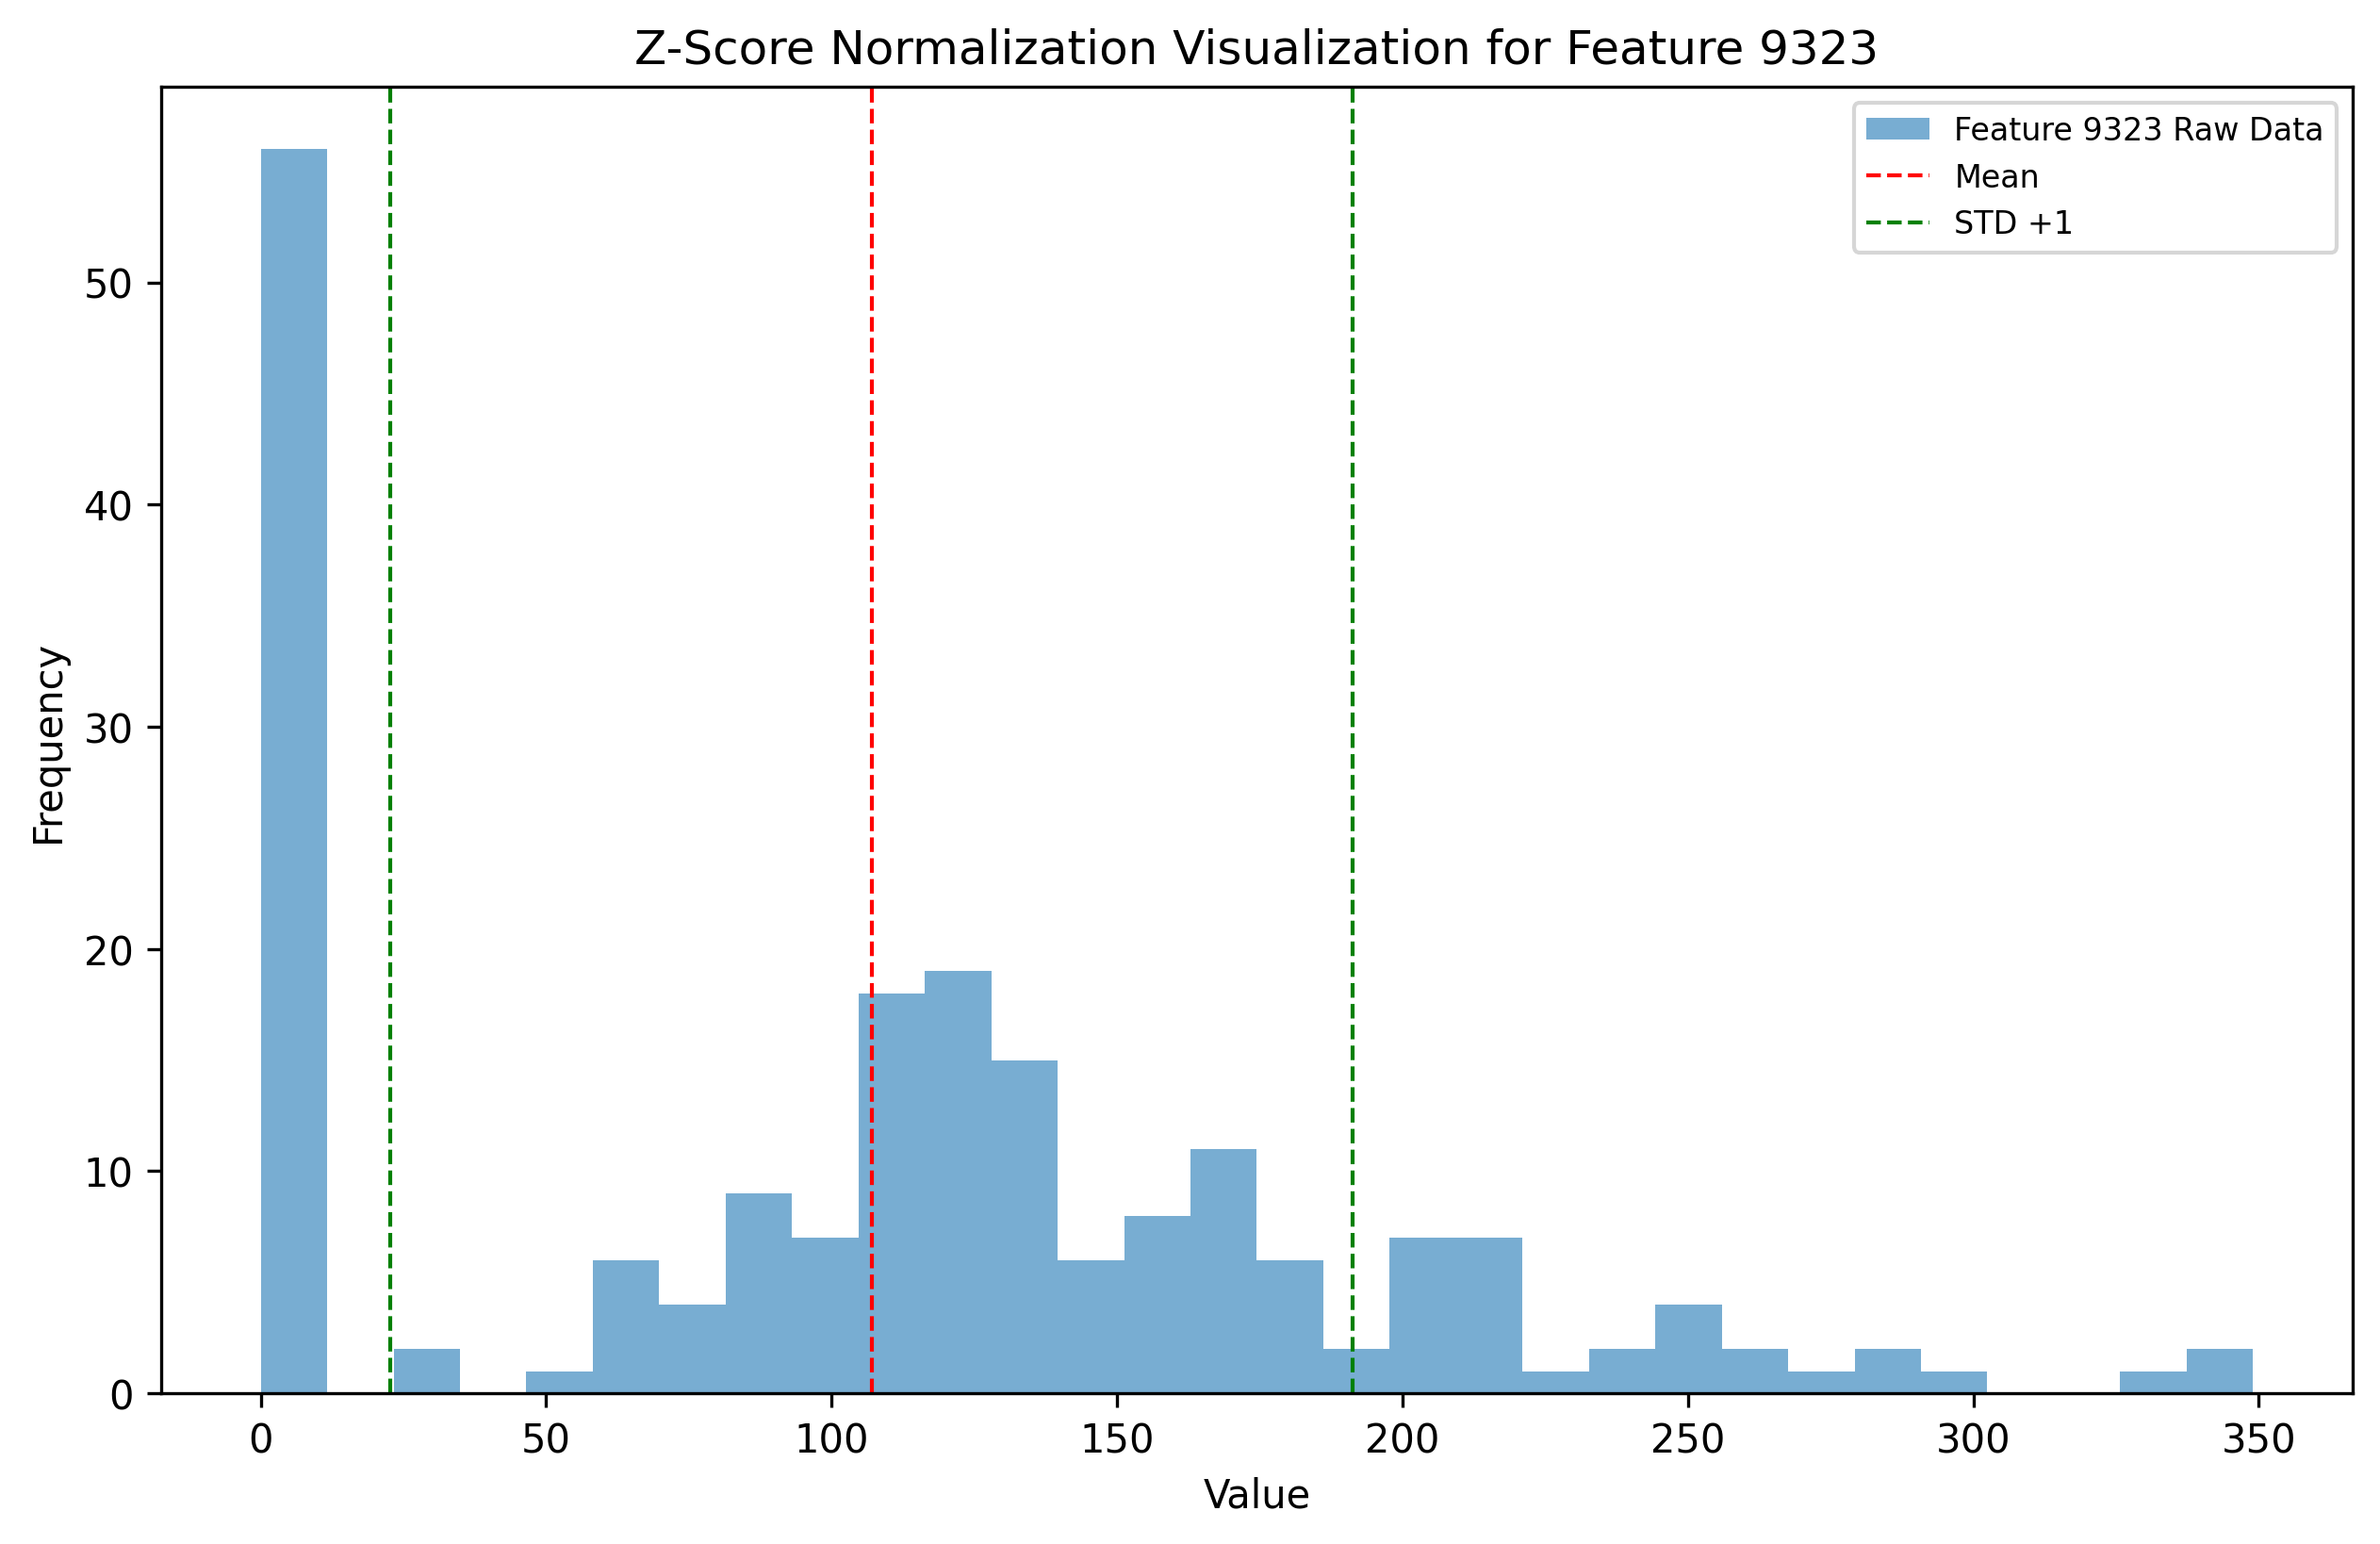 Z-Score Normalization Visualization for Feature 9323
Feature 9323 Raw Data
Mean
STD +1
50
40
30
20
10
0
Frequency
0 50 100 150 200 250 300 350
Value